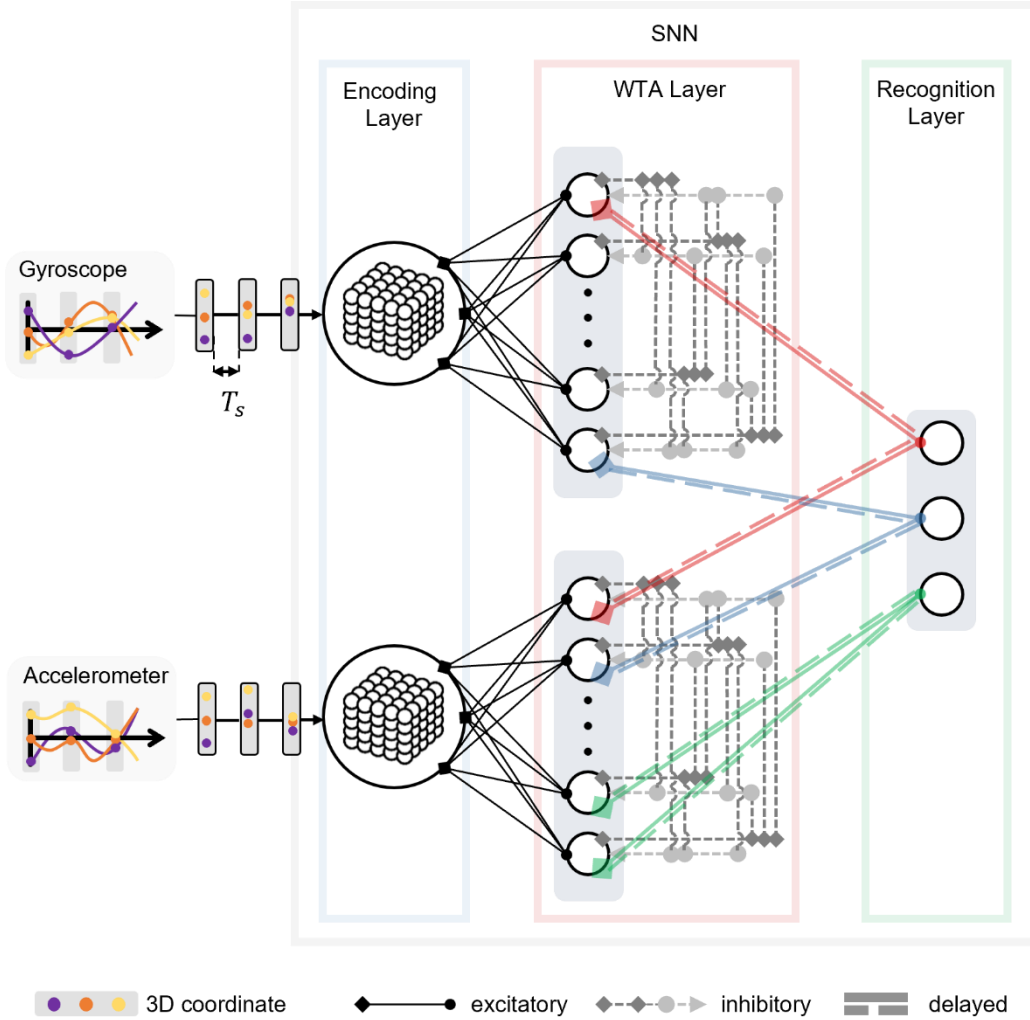 SNN
Encoding
Layer
WTA Layer
Recognition
Layer
Gyroscope
T_s
Accelerometer
3D coordinate
excitatory
inhibitory
delayed